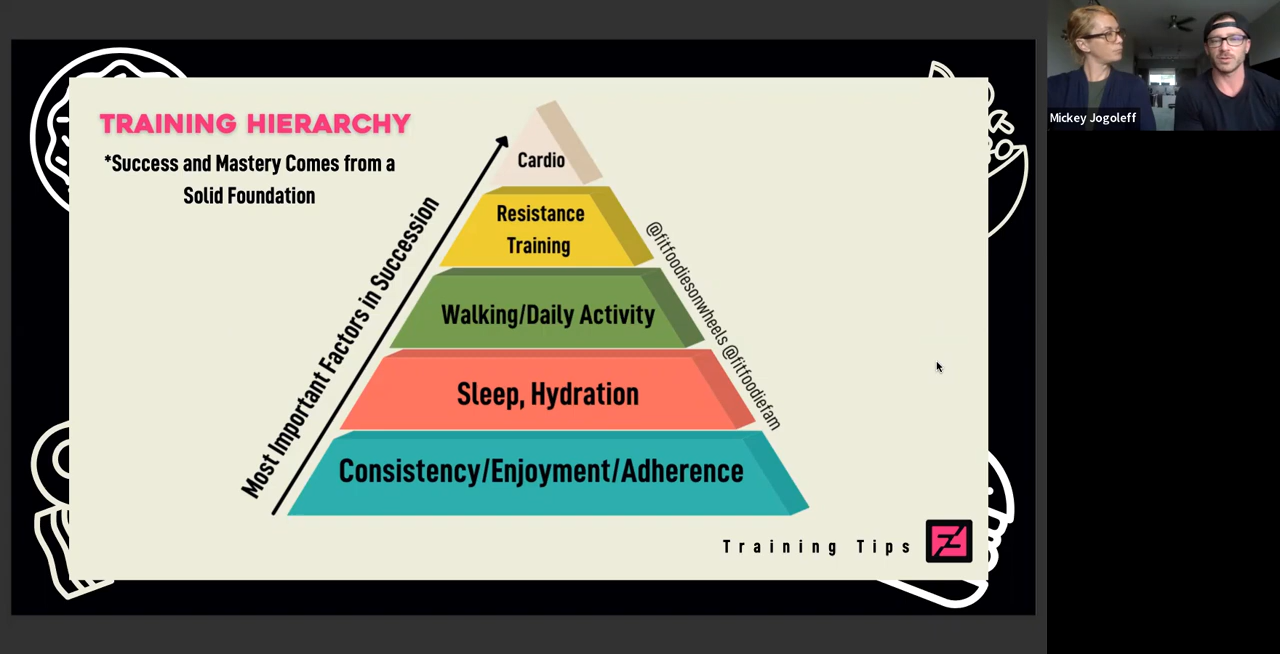 TRAINING HIERARCHY
*Success and Mastery Comes from a
Solid Foundation
Most Important Factors in Succession
Cardio
Resistance
Training
Walking/Daily Activity
Sleep, Hydration
Consistency/Enjoyment/Adherence
@fitfoodiesonwheels @fitfoodiefam
Training Tips
Mickey Jogoleff